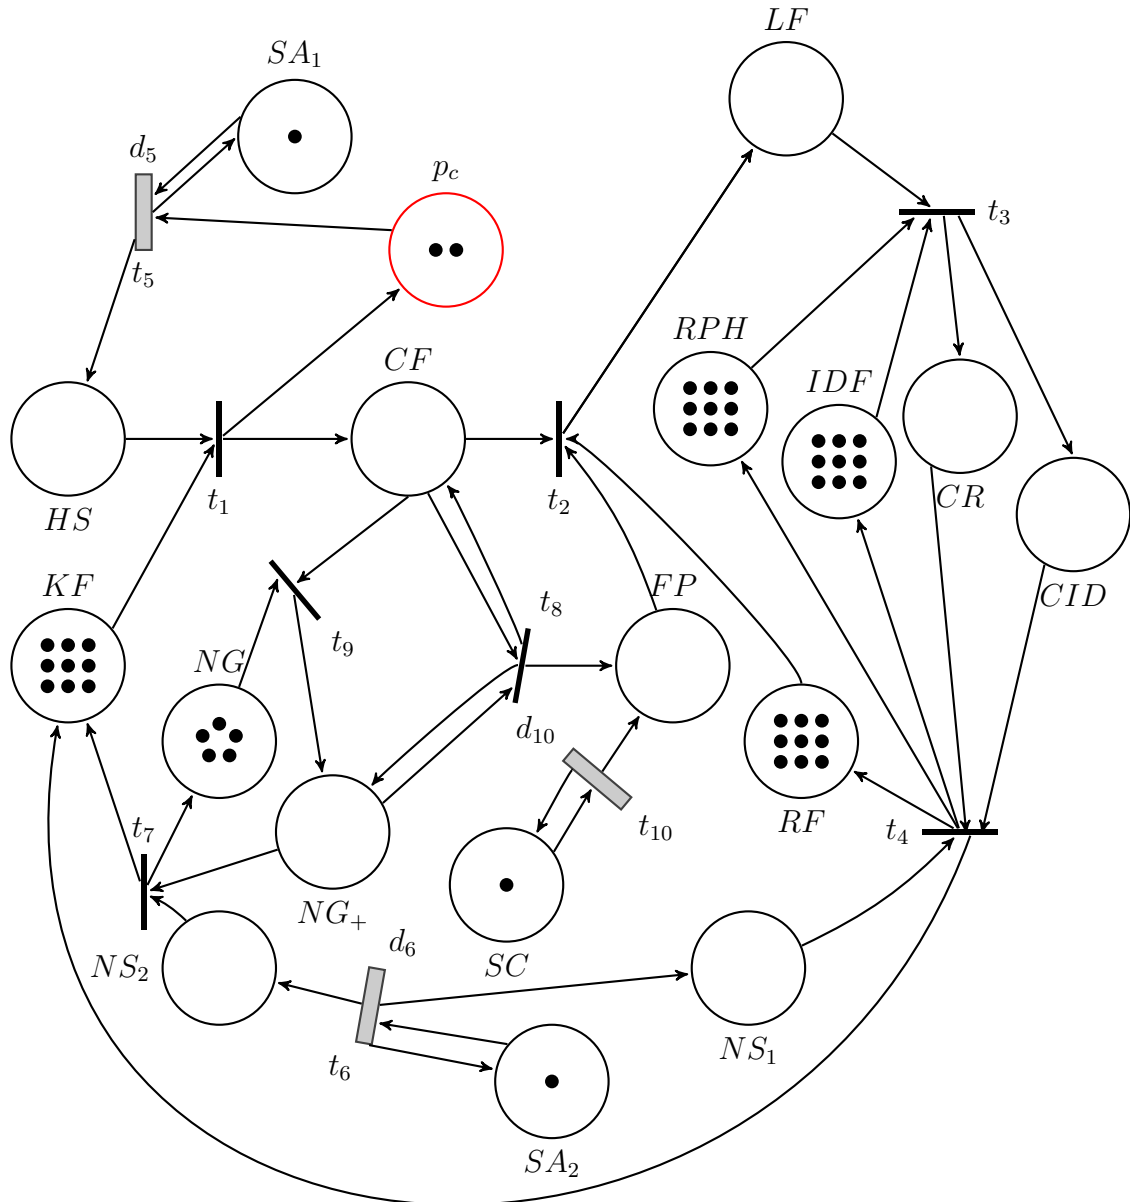 LF
SA₁
d₅
p_c
t₃
t₅
RPH
CF
IDF
t₁
t₂
HS
CR
KF
FP
CID
t₈
t₉
NG
d₁₀
t₇
t₁₀
RF
t₄
NG₊
d₆
NS₂
SC
t₆
NS₁
SA₂